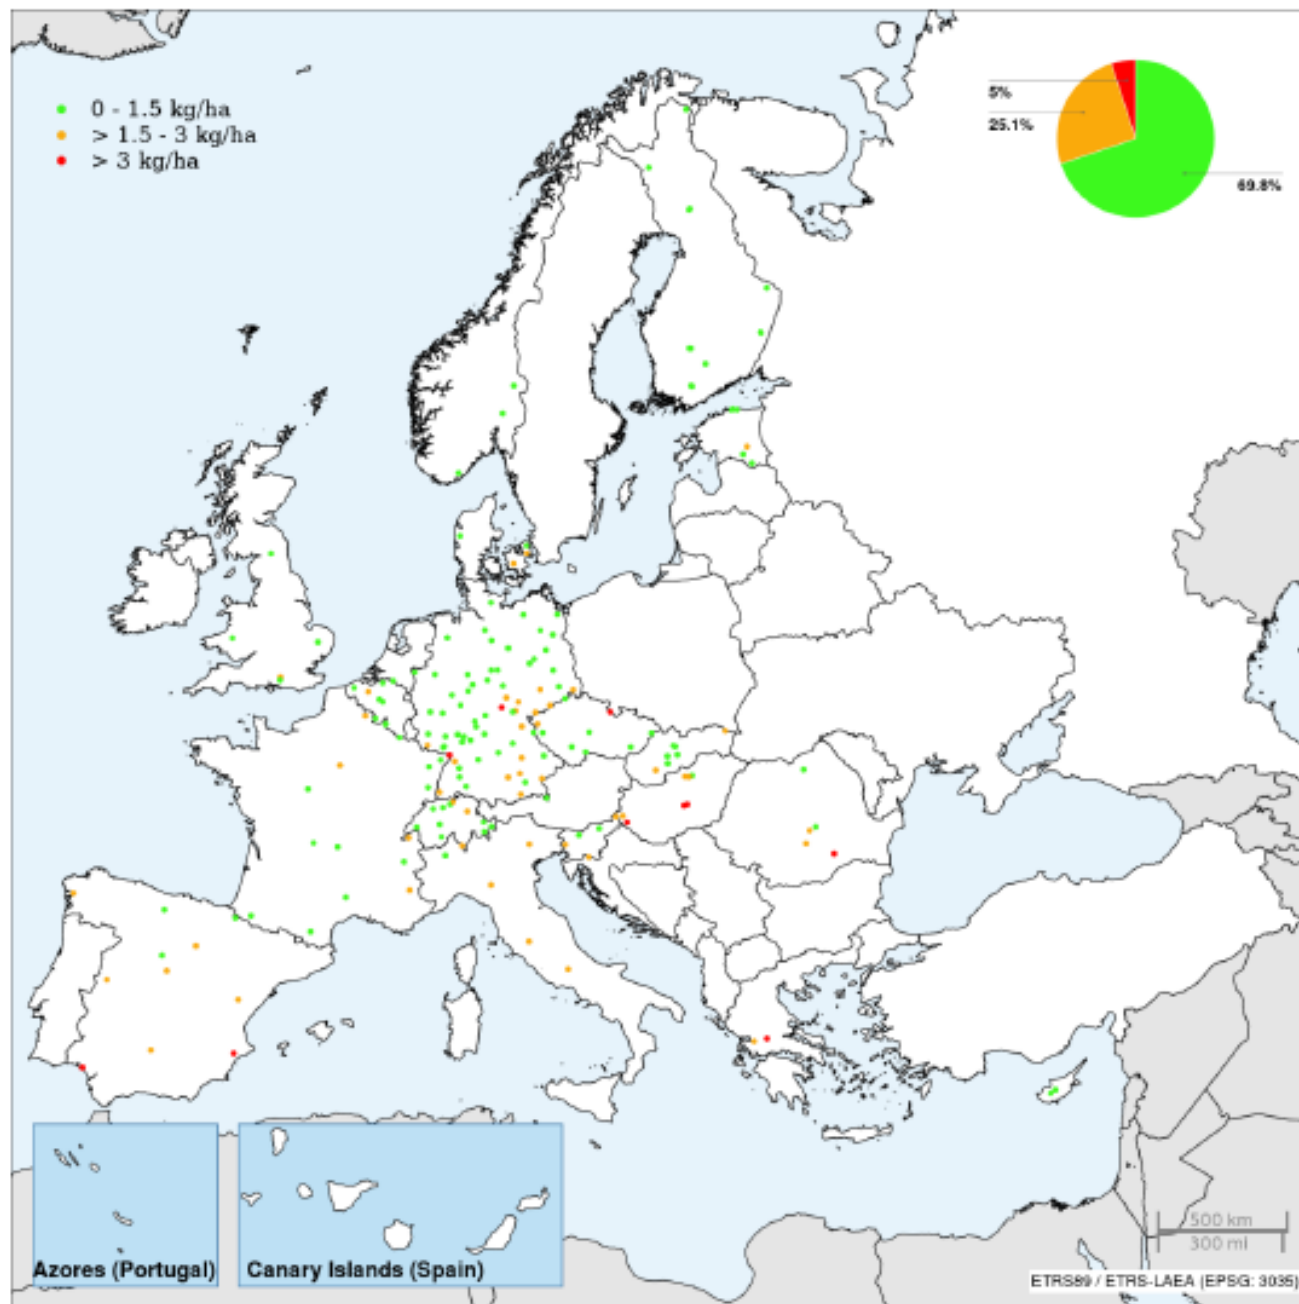 0 - 1.5 kg/ha
> 1.5 - 3 kg/ha
> 3 kg/ha
5%
25.1%
69.8%
500 km
300 mi
Azores (Portugal)
Canary Islands (Spain)
ETRS89 / ETRS-LAEA (EPSG: 3035)